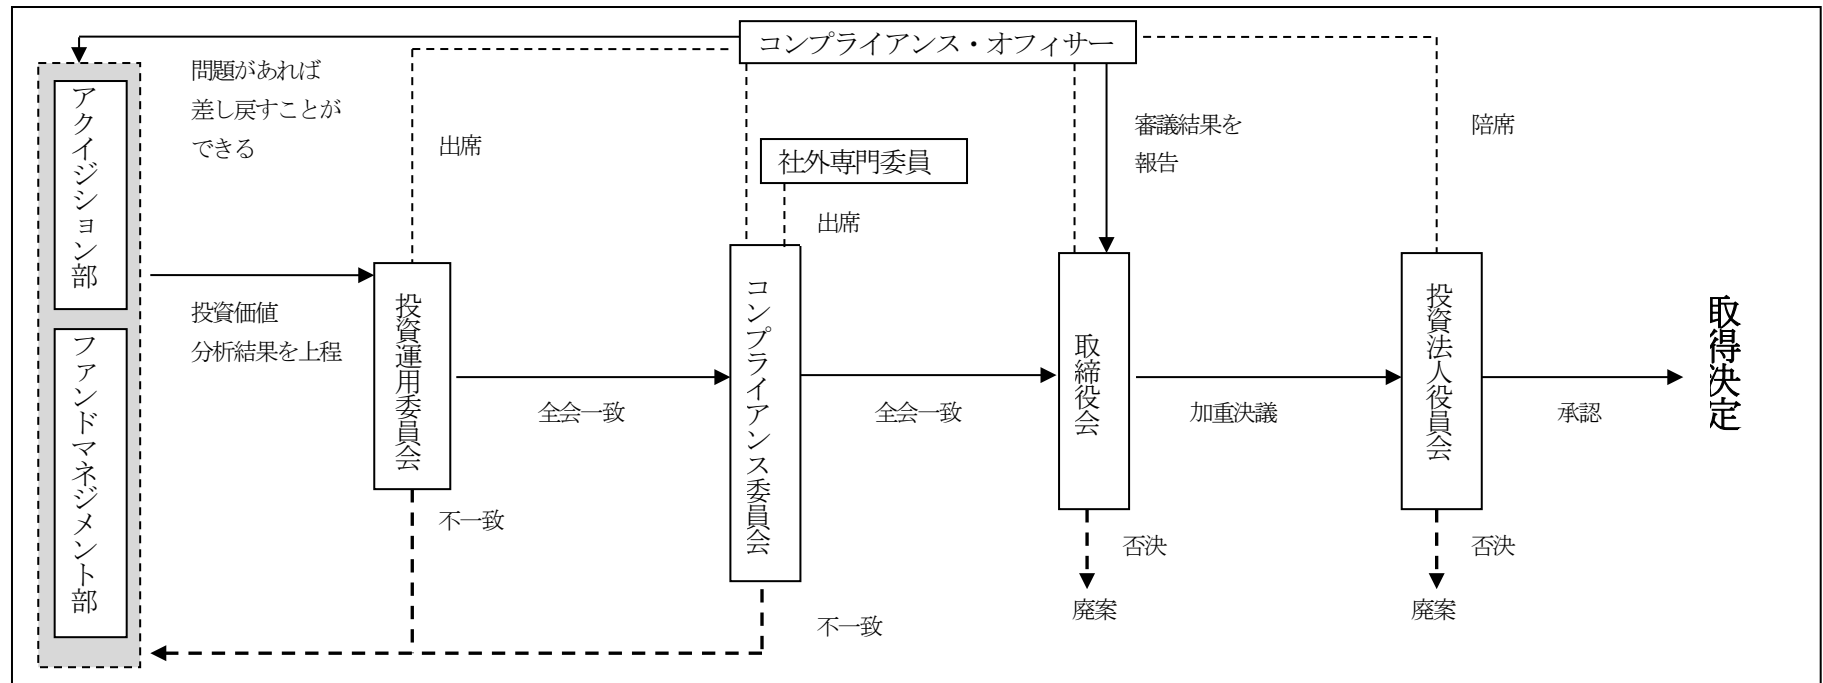 コンプライアンス・オフィサー
問題があれば
差し戻すことが
できる
出席
審議結果を
報告
陪席
社外専門委員
出席
アクイジション部
ファンドマネジメント部
投資価値
分析結果を上程
投資運用委員会
全会一致
コンプライアンス委員会
全会一致
取締役会
加重決議
投資法人役員会
承認
取得決定
不一致
不一致
否決
廃案
否決
廃案